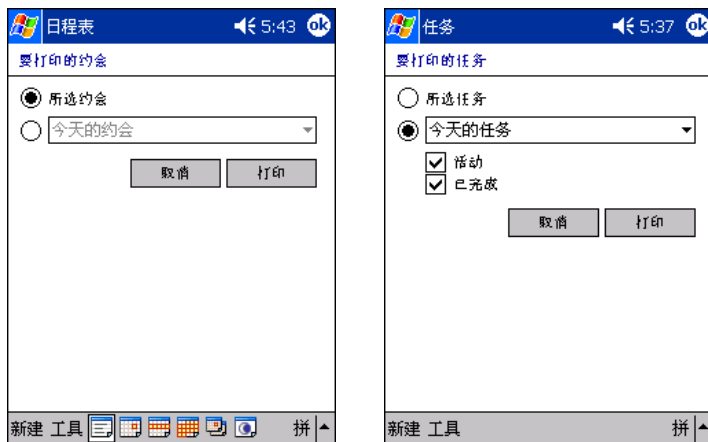 日程表 5:43 ok
要打印的约会
所选约会
今天的约会
取消 打印
新建 工具 拼
任务 5:37 ok
要打印的任务
所选任务
今天的任务
活动
已完成
取消 打印
新建 工具 拼